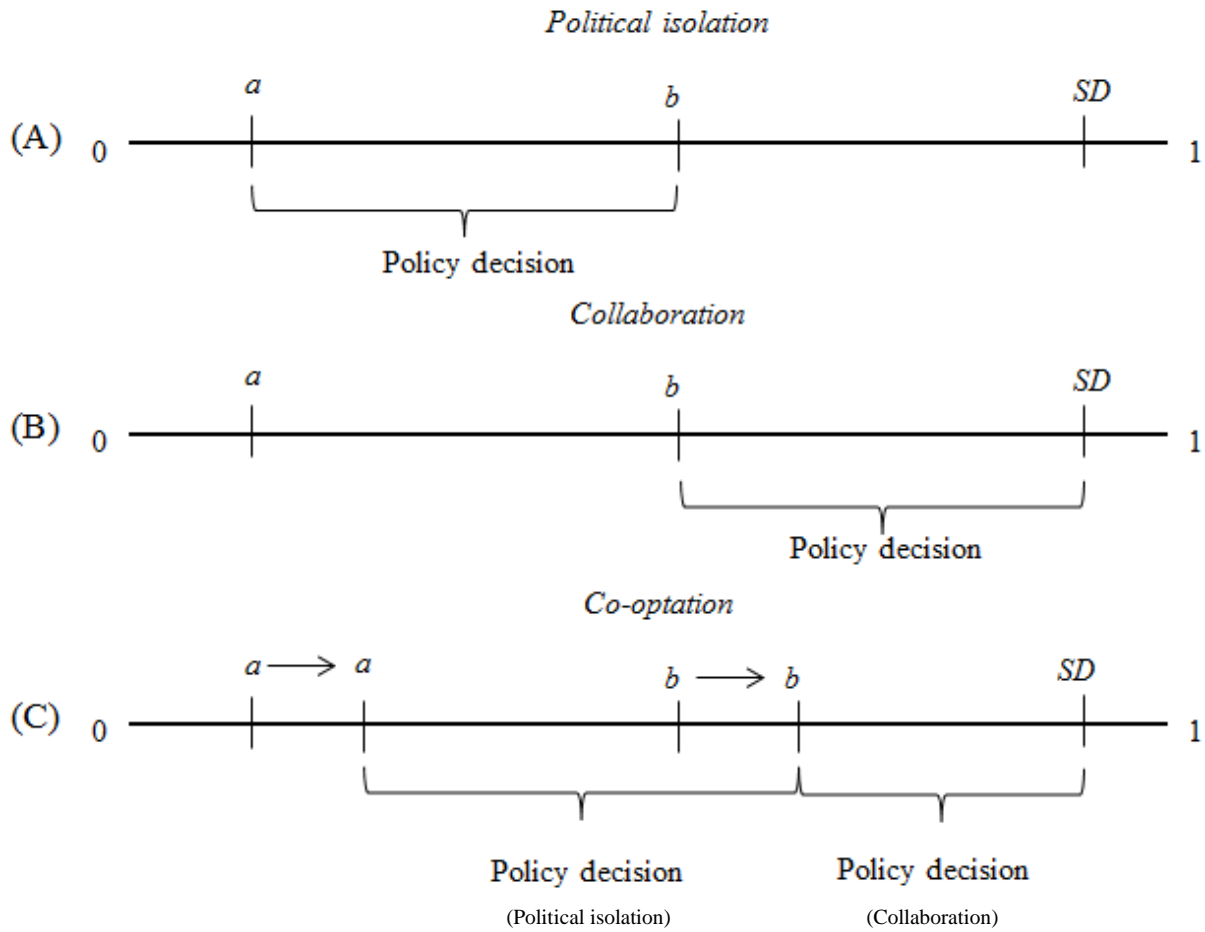 Political isolation
a b SD
(A) 0 1
Policy decision
Collaboration
a b SD
(B) 0 1
Policy decision
Co-optation
a a b b SD
(C) 0 1
Policy decision Policy decision
(Political isolation) (Collaboration)